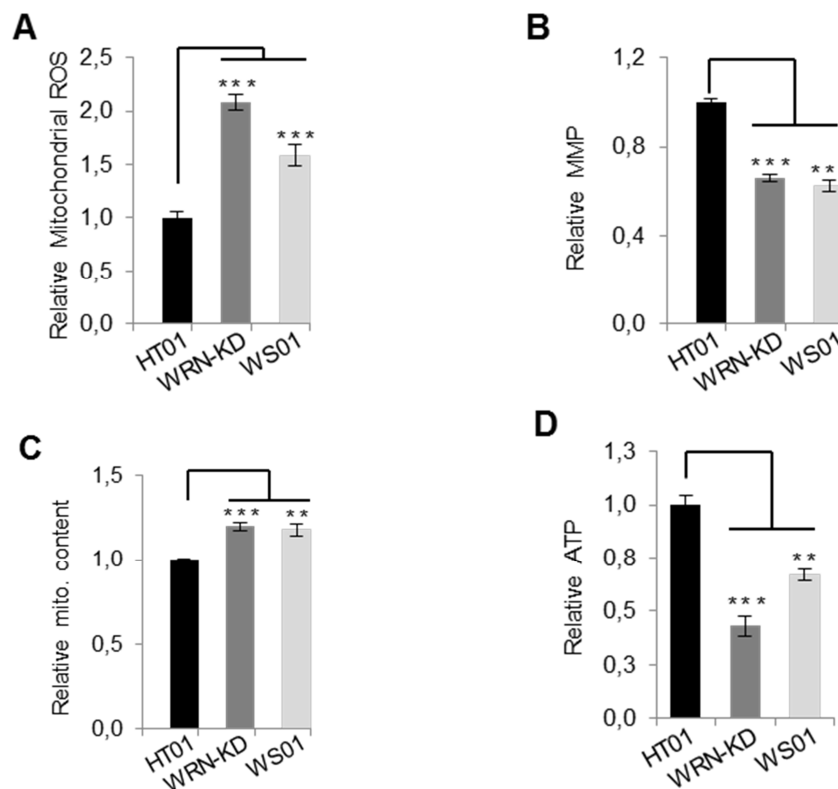 A
Relative Mitochondrial ROS
2,5
2,0
1,5
1,0
0,5
0,0
***
***
HT01
WRN-KD
WS01
B
Relative MMP
1,2
0,8
0,4
0,0
***
**
HT01
WRN-KD
WS01
C
Relative mito. content
1,5
1,0
0,5
0,0
***
**
HT01
WRN-KD
WS01
D
Relative ATP
1,3
1,0
0,8
0,5
0,3
0,0
***
**
HT01
WRN-KD
WS01